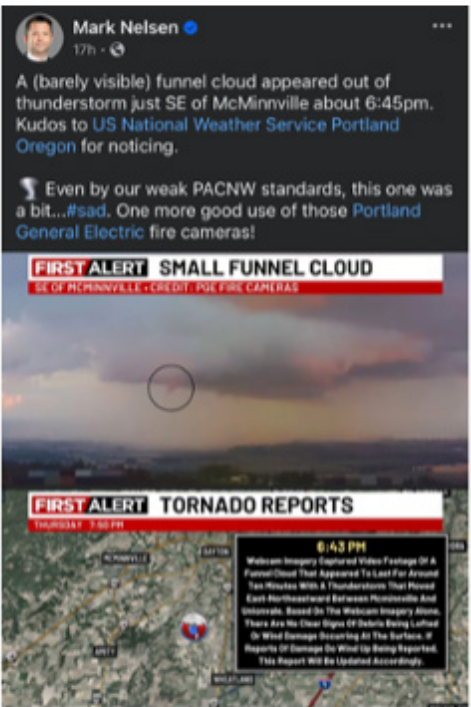 Mark Nelsen
17h
A (barely visible) funnel cloud appeared out of
thunderstorm just SE of McMinnville about 6:45pm.
Kudos to US National Weather Service Portland
Oregon for noticing.
Even by our weak PACNW standards, this one was
a bit...#sad. One more good use of those Portland
General Electric fire cameras!
FIRST ALERT SMALL FUNNEL CLOUD
SE OF MCMINNVILLE • CREDIT: PGE FIRE CAMERAS
FIRST ALERT TORNADO REPORTS
THURSDAY 7:50 PM
6:43 PM
Webcam Imagery Captured Video Footage Of A
Funnel Cloud That Appeared To Last For Around
Ten Minutes With A Thunderstorm That Moved
East-Northeastward Between Mcminnville And
Unionvale. Based On The Webcam Imagery Alone,
There Are No Clear Signs Of Debris Being Lofted
Or Wind Damage Occurring At The Surface. If
Reports Of Damage Do Wind Up Being Reported,
This Report Will Be Updated Accordingly.
MCMINNVILLE
DAYTON
AMITY
WHEATLAND